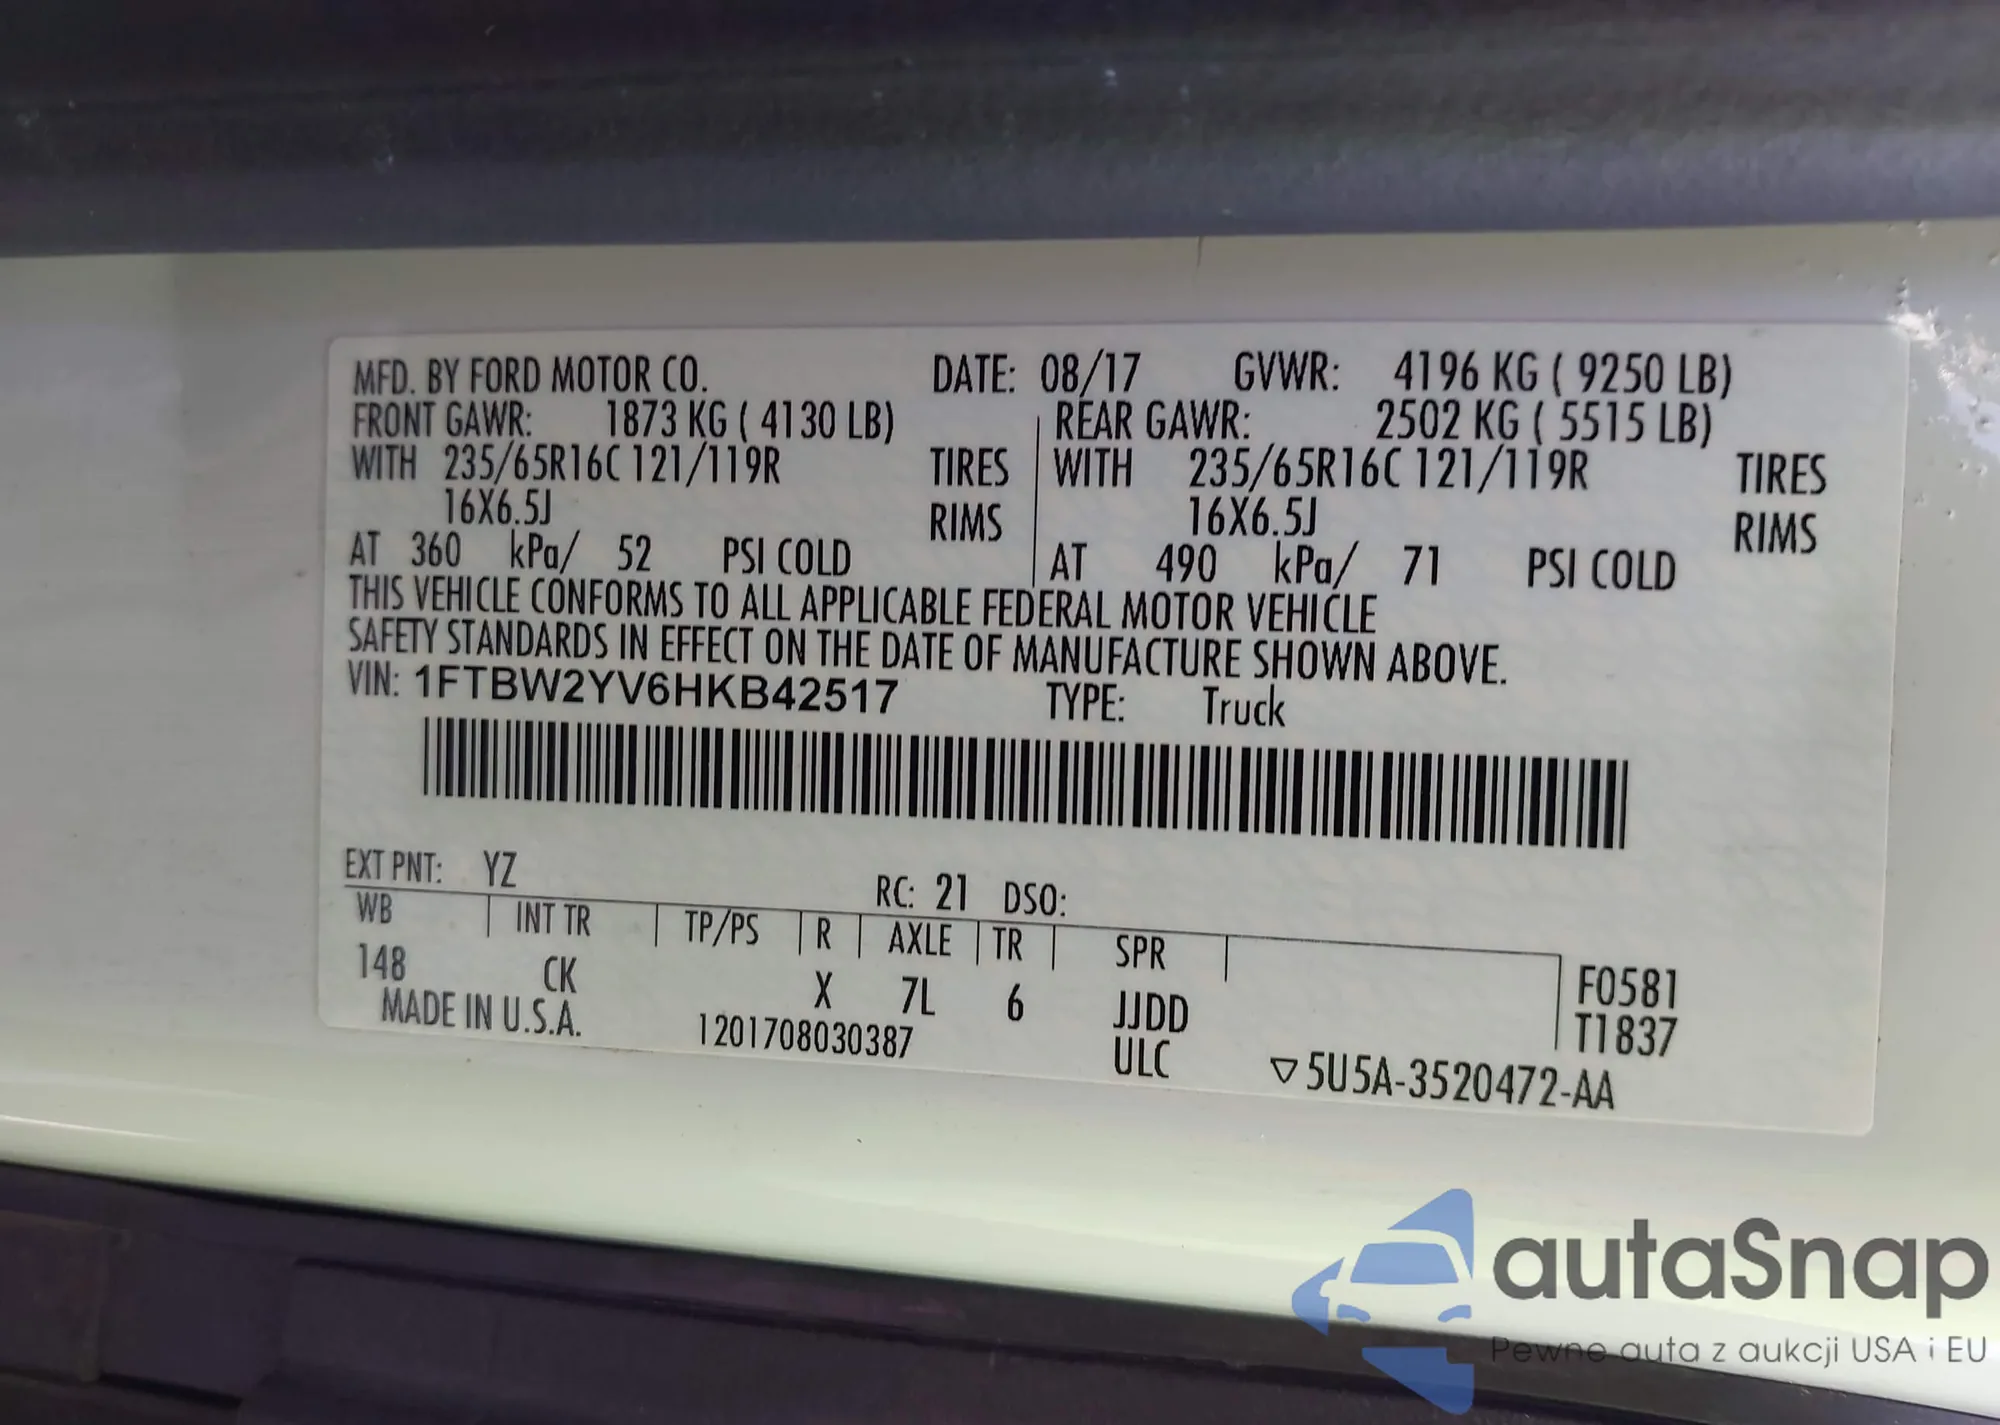 MFD. BY FORD MOTOR CO. DATE: 08/17 GVWR: 4196 KG ( 9250 LB)
FRONT GAWR: 1873 KG ( 4130 LB) REAR GAWR: 2502 KG ( 5515 LB)
WITH 235/65R16C 121/119R TIRES WITH 235/65R16C 121/119R TIRES
16X6.5J RIMS 16X6.5J RIMS
AT 360 kPa/ 52 PSI COLD AT 490 kPa/ 71 PSI COLD
THIS VEHICLE CONFORMS TO ALL APPLICABLE FEDERAL MOTOR VEHICLE
SAFETY STANDARDS IN EFFECT ON THE DATE OF MANUFACTURE SHOWN ABOVE.
VIN: 1FTBW2YV6HKB42517 TYPE: Truck
EXT PNT: YZ RC: 21 DSO:
WB INT TR TP/PS R AXLE TR SPR
148 CK X 7L 6 JJDD F0581
MADE IN U.S.A. 1201708030387 ULC T1837
▽5U5A-3520472-AA
autaSnap
Pewne auta z aukcji USA i EU